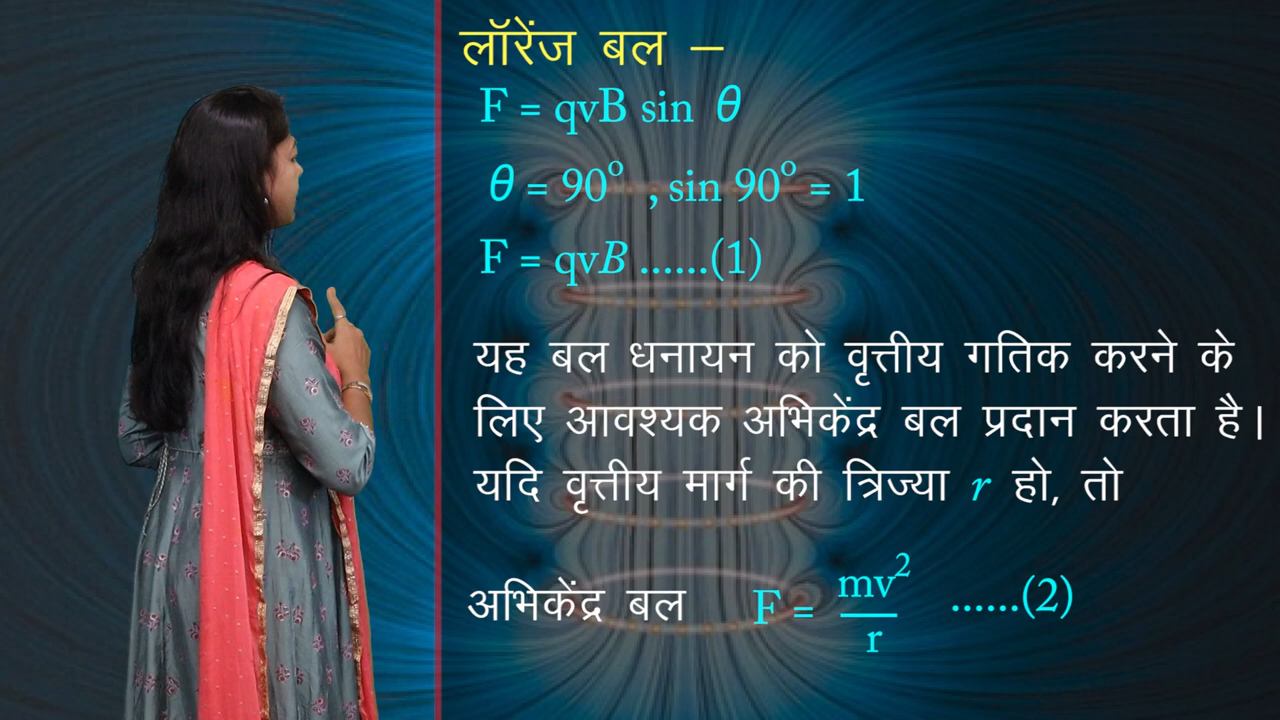 लॉरेंज बल –
F = qvB sin θ
θ = 90° , sin 90° = 1
F = qvB ......(1)
यह बल धनायन को वृत्तीय गतिक करने के
लिए आवश्यक अभिकेंद्र बल प्रदान करता है।
यदि वृत्तीय मार्ग की त्रिज्या r हो, तो
अभिकेंद्र बल F = mv²/r ......(2)